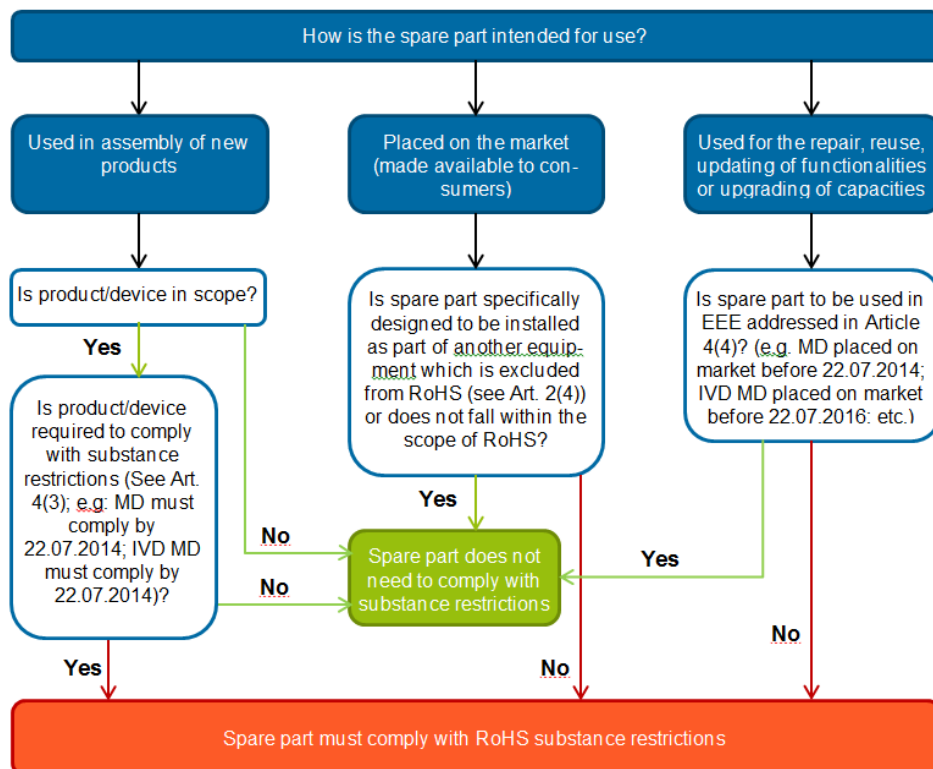 How is the spare part intended for use?
Used in assembly of new
products
Placed on the market
(made available to con-
sumers)
Used for the repair, reuse,
updating of functionalities
or upgrading of capacities
Is product/device in scope?
Yes
No
Is product/device
required to comply
with substance
restrictions (See Art.
4(3); e.g: MD must
comply by
22.07.2014; IVD MD
must comply by
22.07.2014)?
No
Yes
Is spare part specifically
designed to be installed
as part of another equip-
ment which is excluded
from RoHS (see Art. 2(4))
or does not fall within the
scope of RoHS?
Yes
No
Is spare part to be used in
EEE addressed in Article
4(4)? (e.g. MD placed on
market before 22.07.2014;
IVD MD placed on market
before 22.07.2016; etc.)
Yes
No
Spare part does not
need to comply with
substance restrictions
Spare part must comply with RoHS substance restrictions